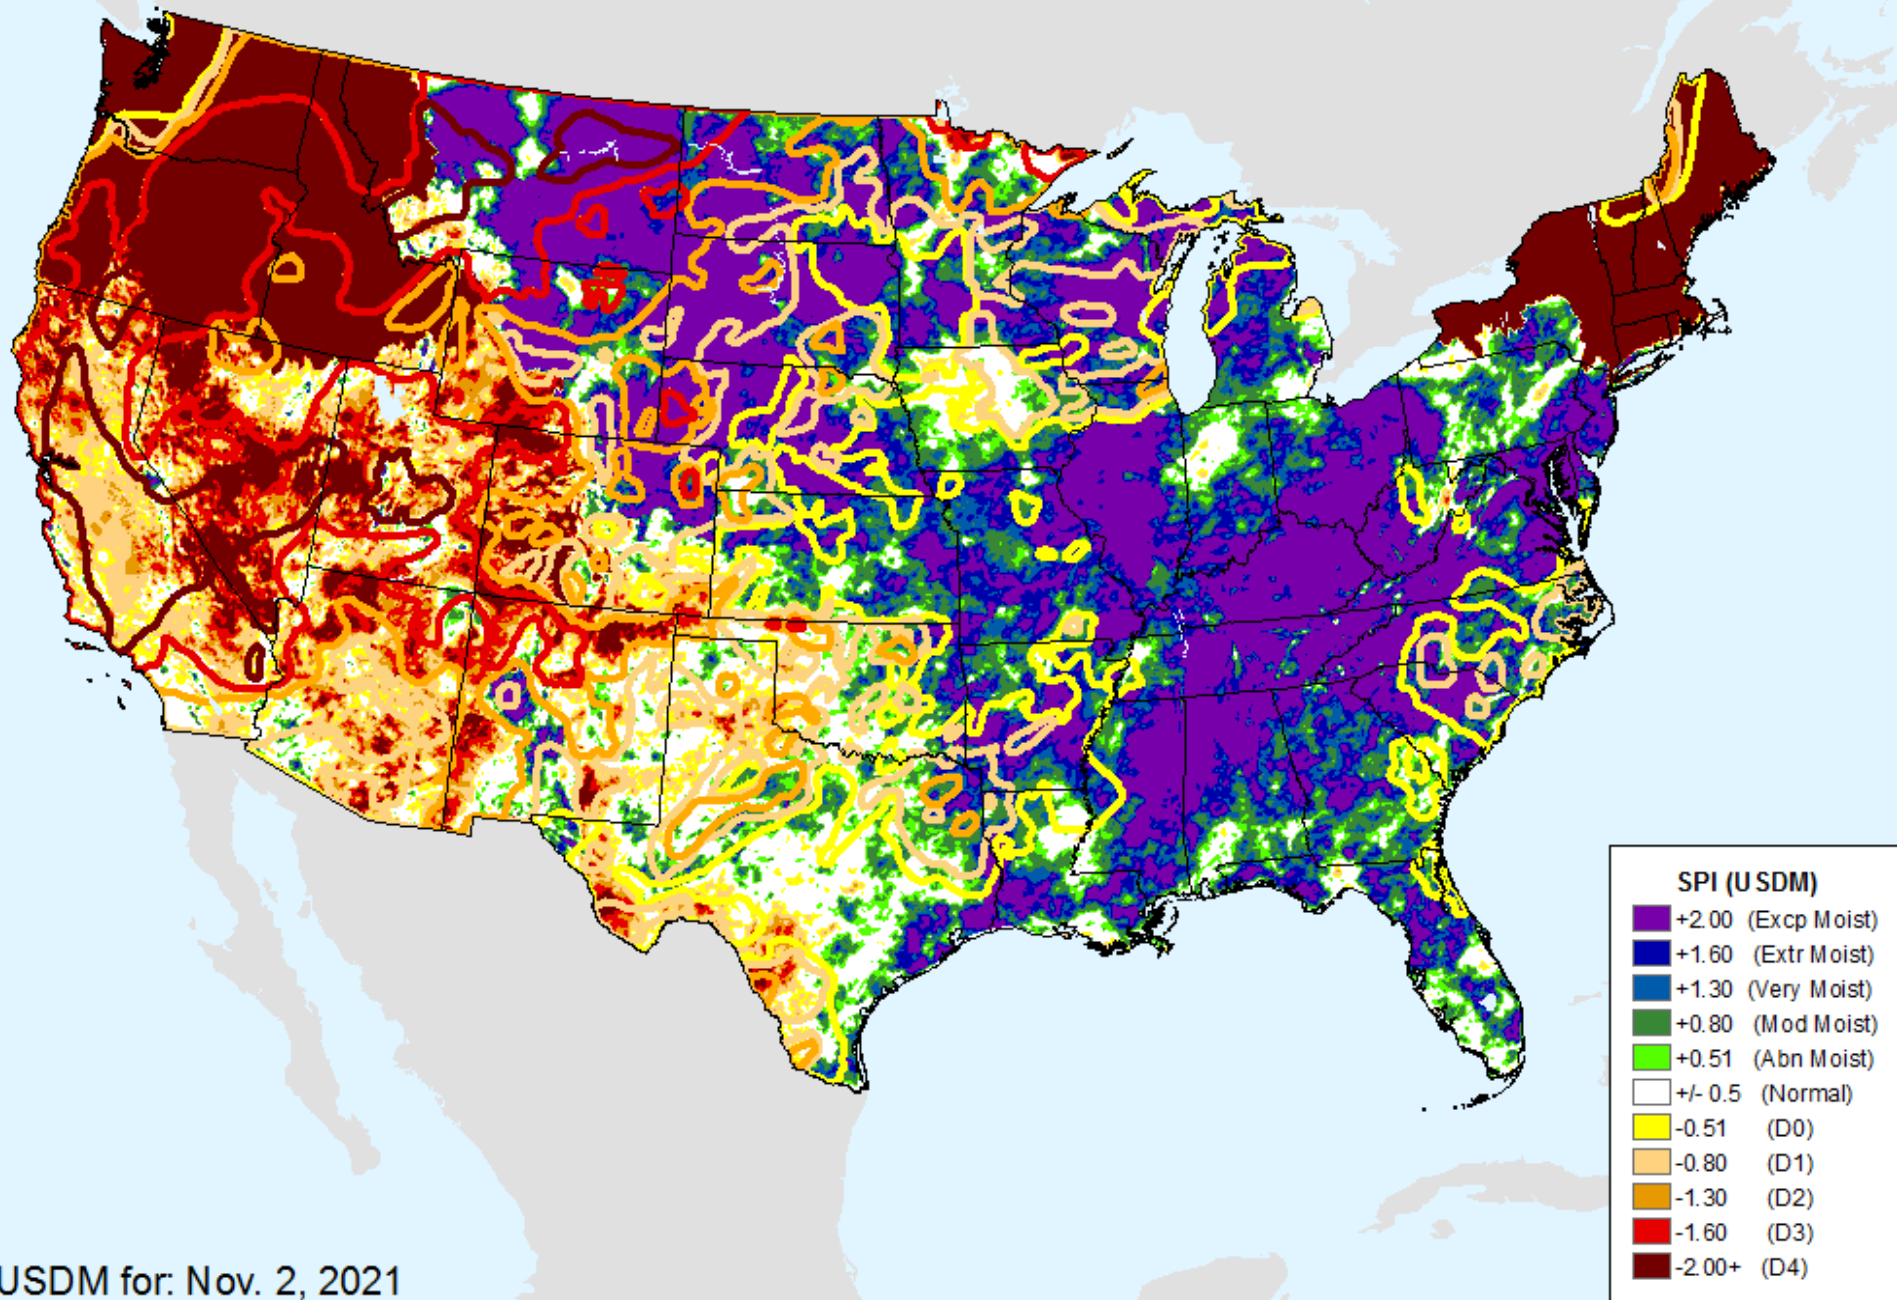 SPI (USDM)
+2.00 (Excp Moist)
+1.60 (Extr Moist)
+1.30 (Very Moist)
+0.80 (Mod Moist)
+0.51 (Abn Moist)
+/- 0.5 (Normal)
-0.51 (D0)
-0.80 (D1)
-1.30 (D2)
-1.60 (D3)
-2.00+ (D4)
USDM for: Nov. 2, 2021